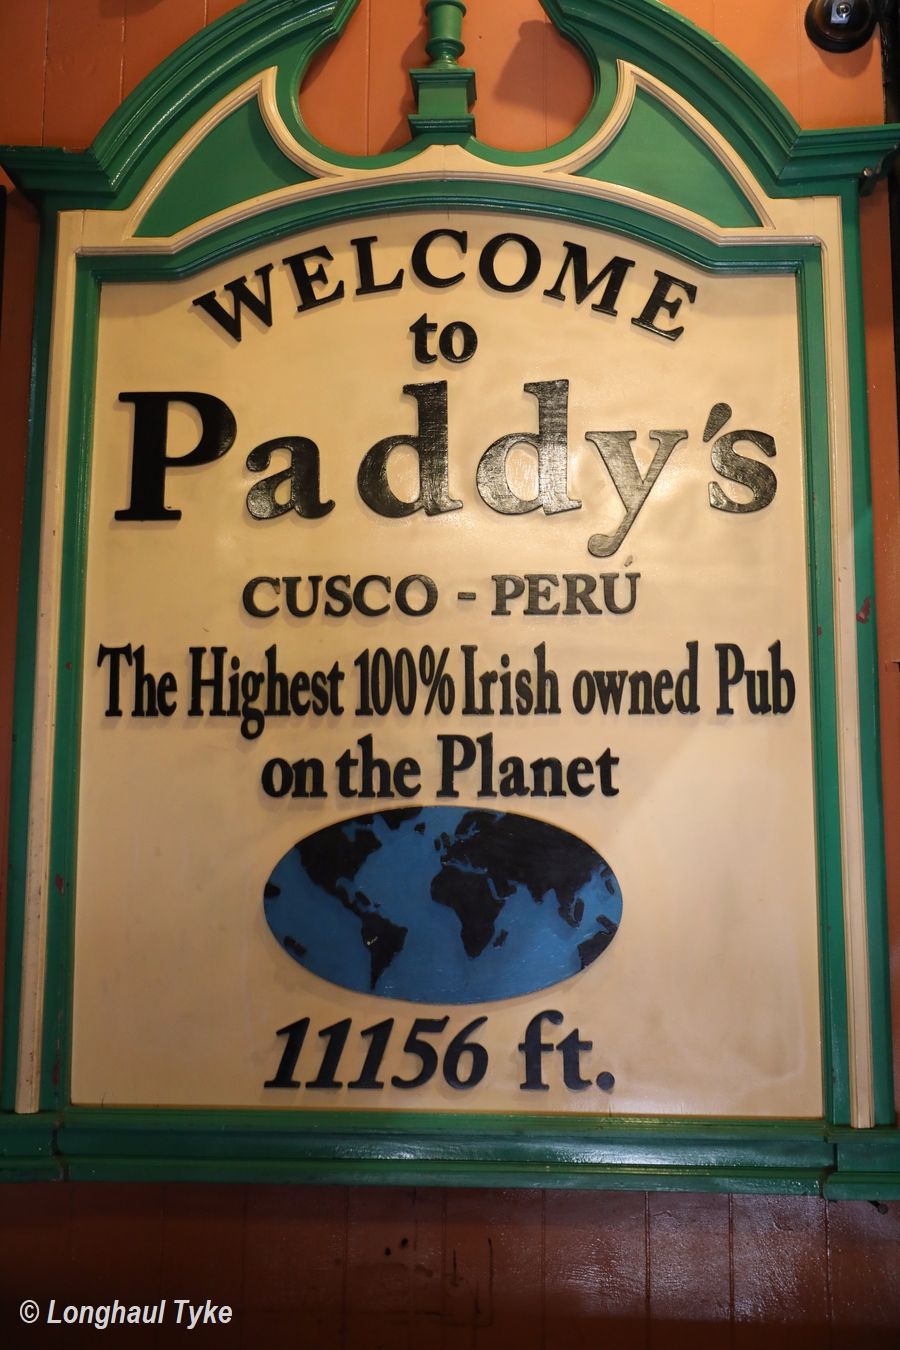 WELCOME
to
Paddy's
CUSCO - PERÚ
The Highest 100% Irish owned Pub
on the Planet
11156 ft.
© Longhaul Tyke